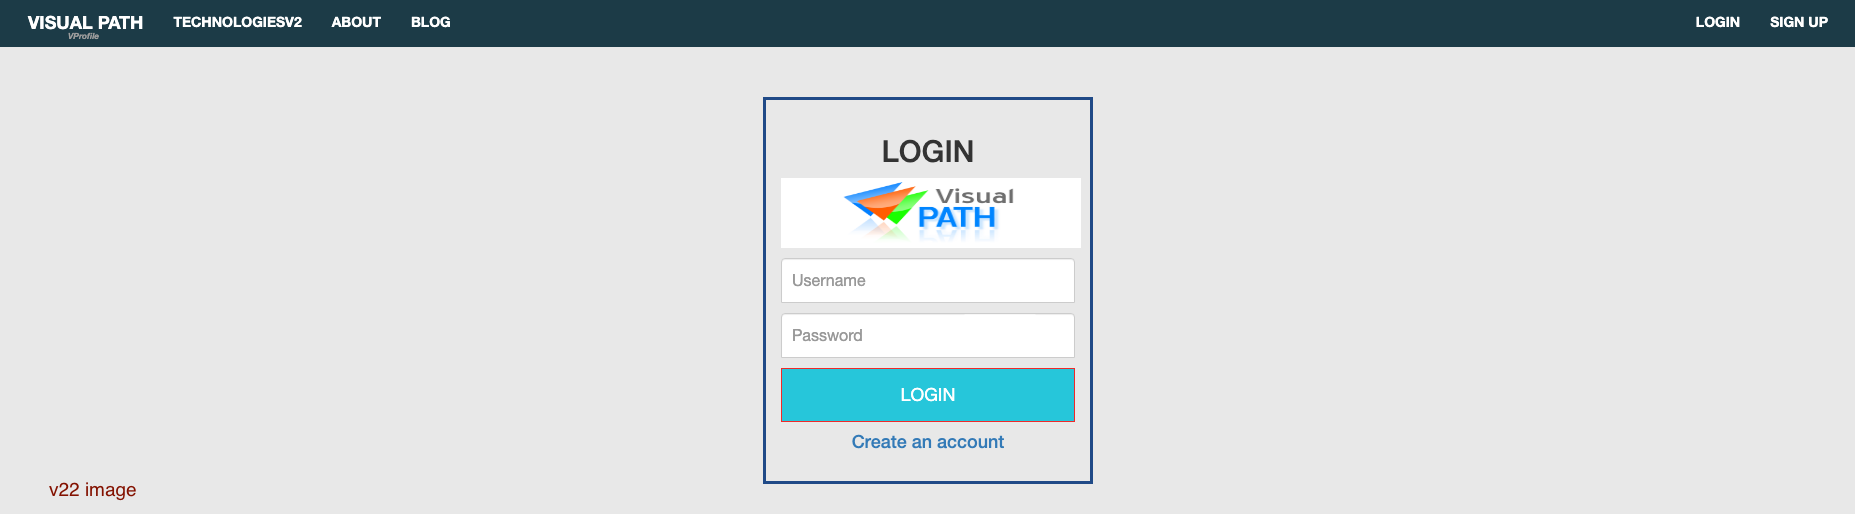 VISUAL PATH
VProfile
TECHNOLOGIESV2
ABOUT
BLOG
LOGIN
SIGN UP
LOGIN
Visual
PATH
Username
Password
LOGIN
Create an account
v22 image